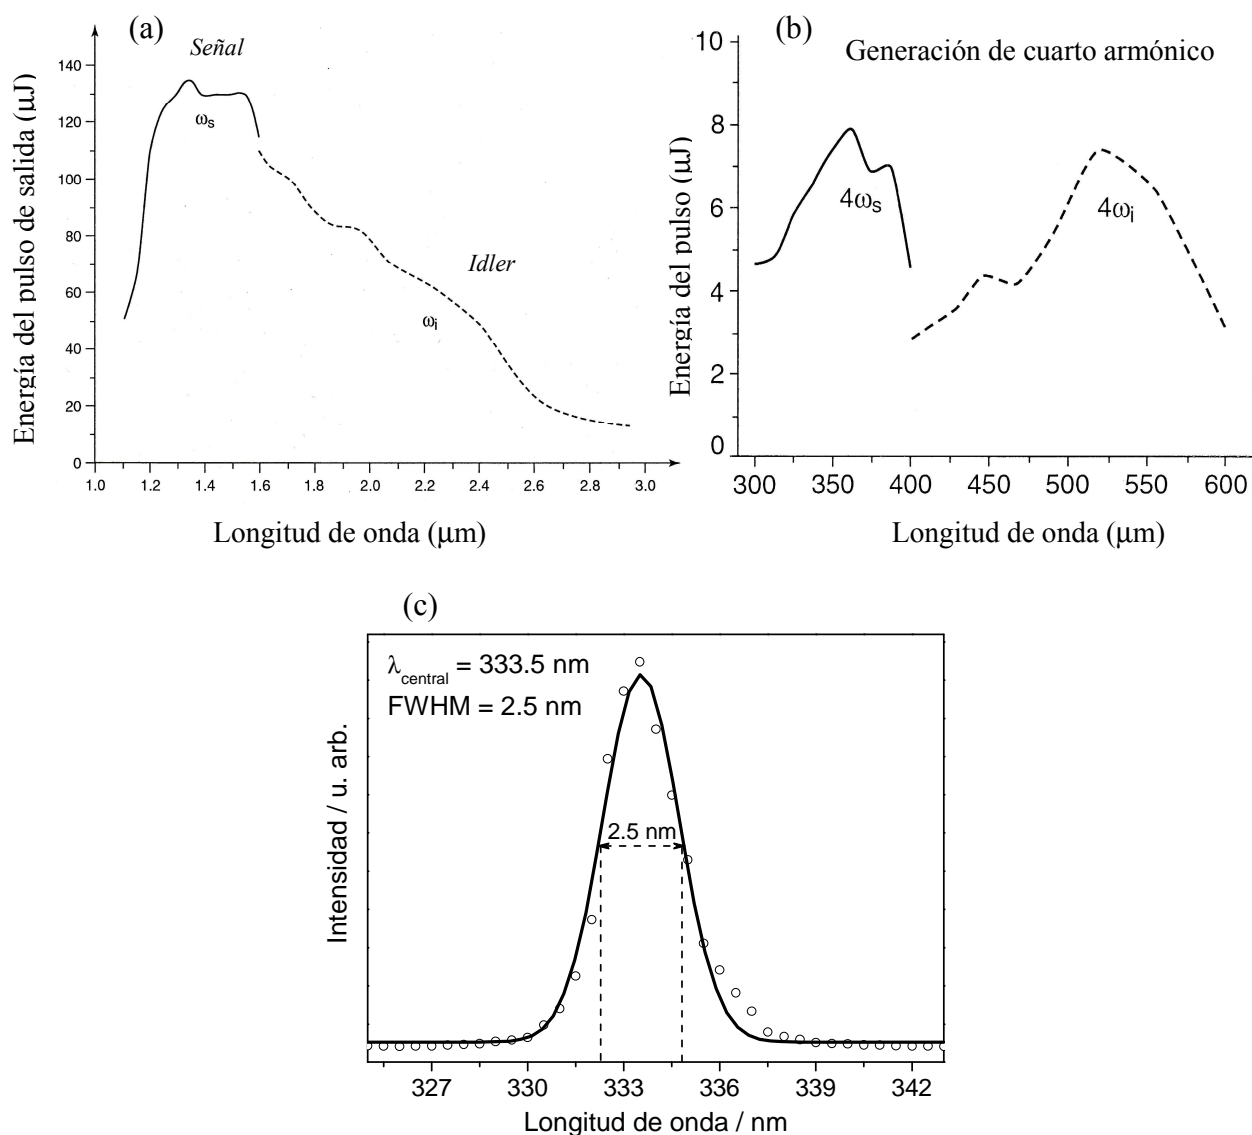 (a)
Señal
ωs
Idler
ωi
Energía del pulso de salida (μJ)
140
120
100
80
60
40
20
0
1.0 1.2 1.4 1.6 1.8 2.0 2.2 2.4 2.6 2.8 3.0
Longitud de onda (μm)
(b)
Generación de cuarto armónico
4ωs
4ωi
Energía del pulso (μJ)
10
8
6
4
2
0
300 350 400 450 500 550 600
Longitud de onda (μm)
(c)
λcentral = 333.5 nm
FWHM = 2.5 nm
2.5 nm
Intensidad / u. arb.
327 330 333 336 339 342
Longitud de onda / nm